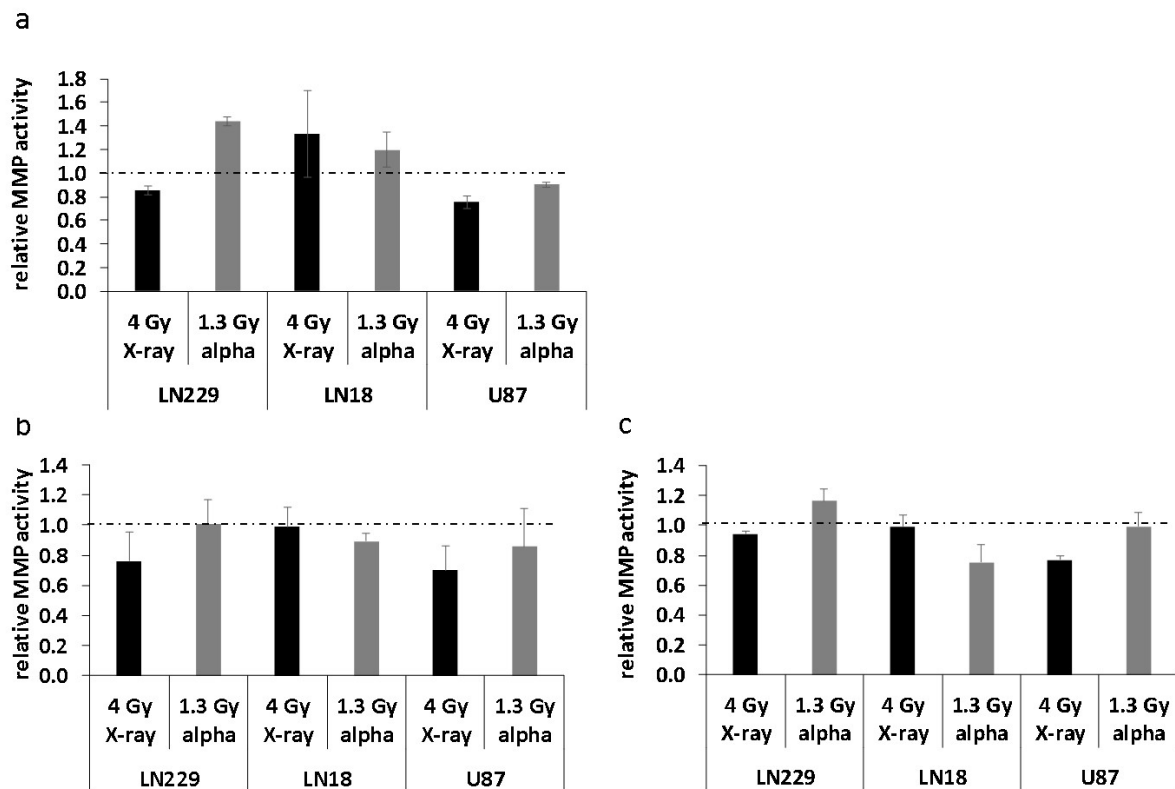 a
relative MMP activity
1.8
1.6
1.4
1.2
1.0
0.8
0.6
0.4
0.2
0.0
4 Gy 1.3 Gy 4 Gy 1.3 Gy 4 Gy 1.3 Gy
X-ray alpha X-ray alpha X-ray alpha
LN229 LN18 U87
b
relative MMP activity
1.4
1.2
1.0
0.8
0.6
0.4
0.2
0.0
4 Gy 1.3 Gy 4 Gy 1.3 Gy 4 Gy 1.3 Gy
X-ray alpha X-ray alpha X-ray alpha
LN229 LN18 U87
c
relative MMP activity
1.4
1.2
1.0
0.8
0.6
0.4
0.2
0.0
4 Gy 1.3 Gy 4 Gy 1.3 Gy 4 Gy 1.3 Gy
X-ray alpha X-ray alpha X-ray alpha
LN229 LN18 U87